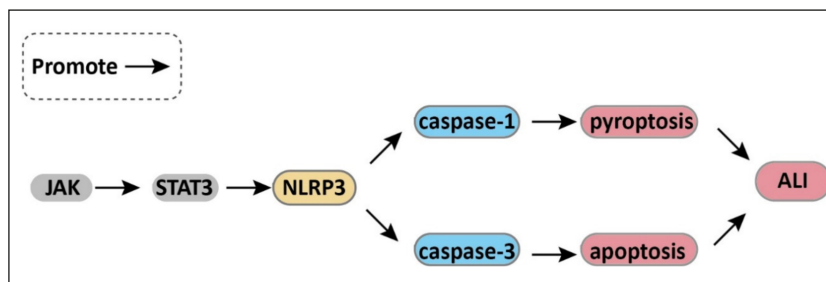 Promote
caspase-1
pyroptosis
JAK
STAT3
NLRP3
ALI
caspase-3
apoptosis